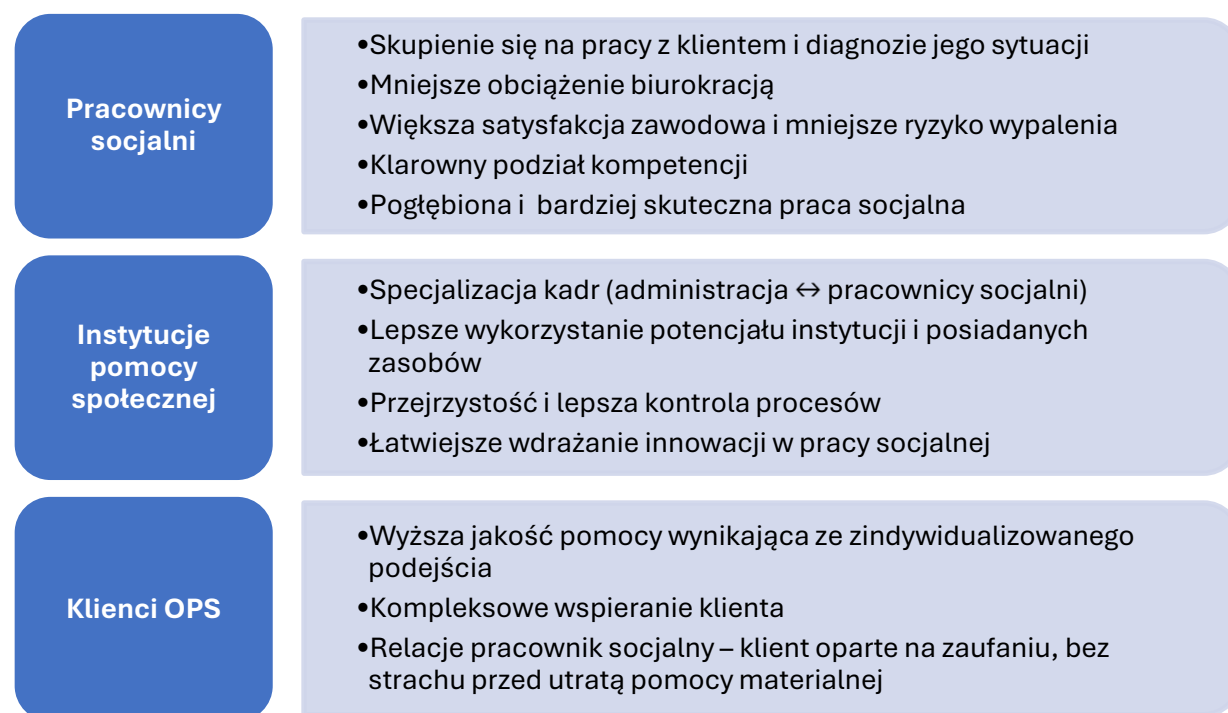 Pracownicy
socjalni
•Skupienie się na pracy z klientem i diagnozie jego sytuacji
•Mniejsze obciążenie biurokracją
•Większa satysfakcja zawodowa i mniejsze ryzyko wypalenia
•Klarowny podział kompetencji
•Pogłębiona i  bardziej skuteczna praca socjalna
Instytucje
pomocy
społecznej
•Specjalizacja kadr (administracja ↔ pracownicy socjalni)
•Lepsze wykorzystanie potencjału instytucji i posiadanych
zasobów
•Przejrzystość i lepsza kontrola procesów
•Łatwiejsze wdrażanie innowacji w pracy socjalnej
Klienci OPS
•Wyższa jakość pomocy wynikająca ze zindywidualizowanego
podejścia
•Kompleksowe wspieranie klienta
•Relacje pracownik socjalny – klient oparte na zaufaniu, bez
strachu przed utratą pomocy materialnej